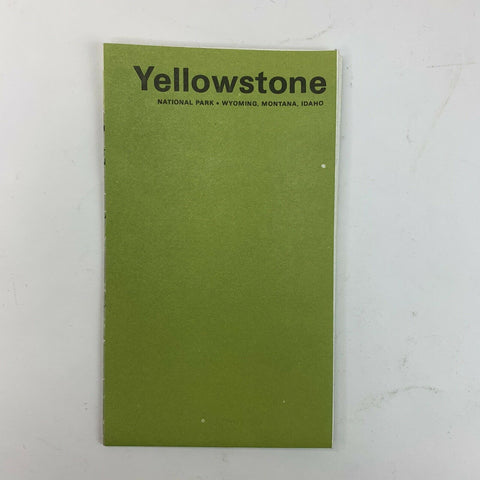 Yellowstone
NATIONAL PARK • WYOMING, MONTANA, IDAHO